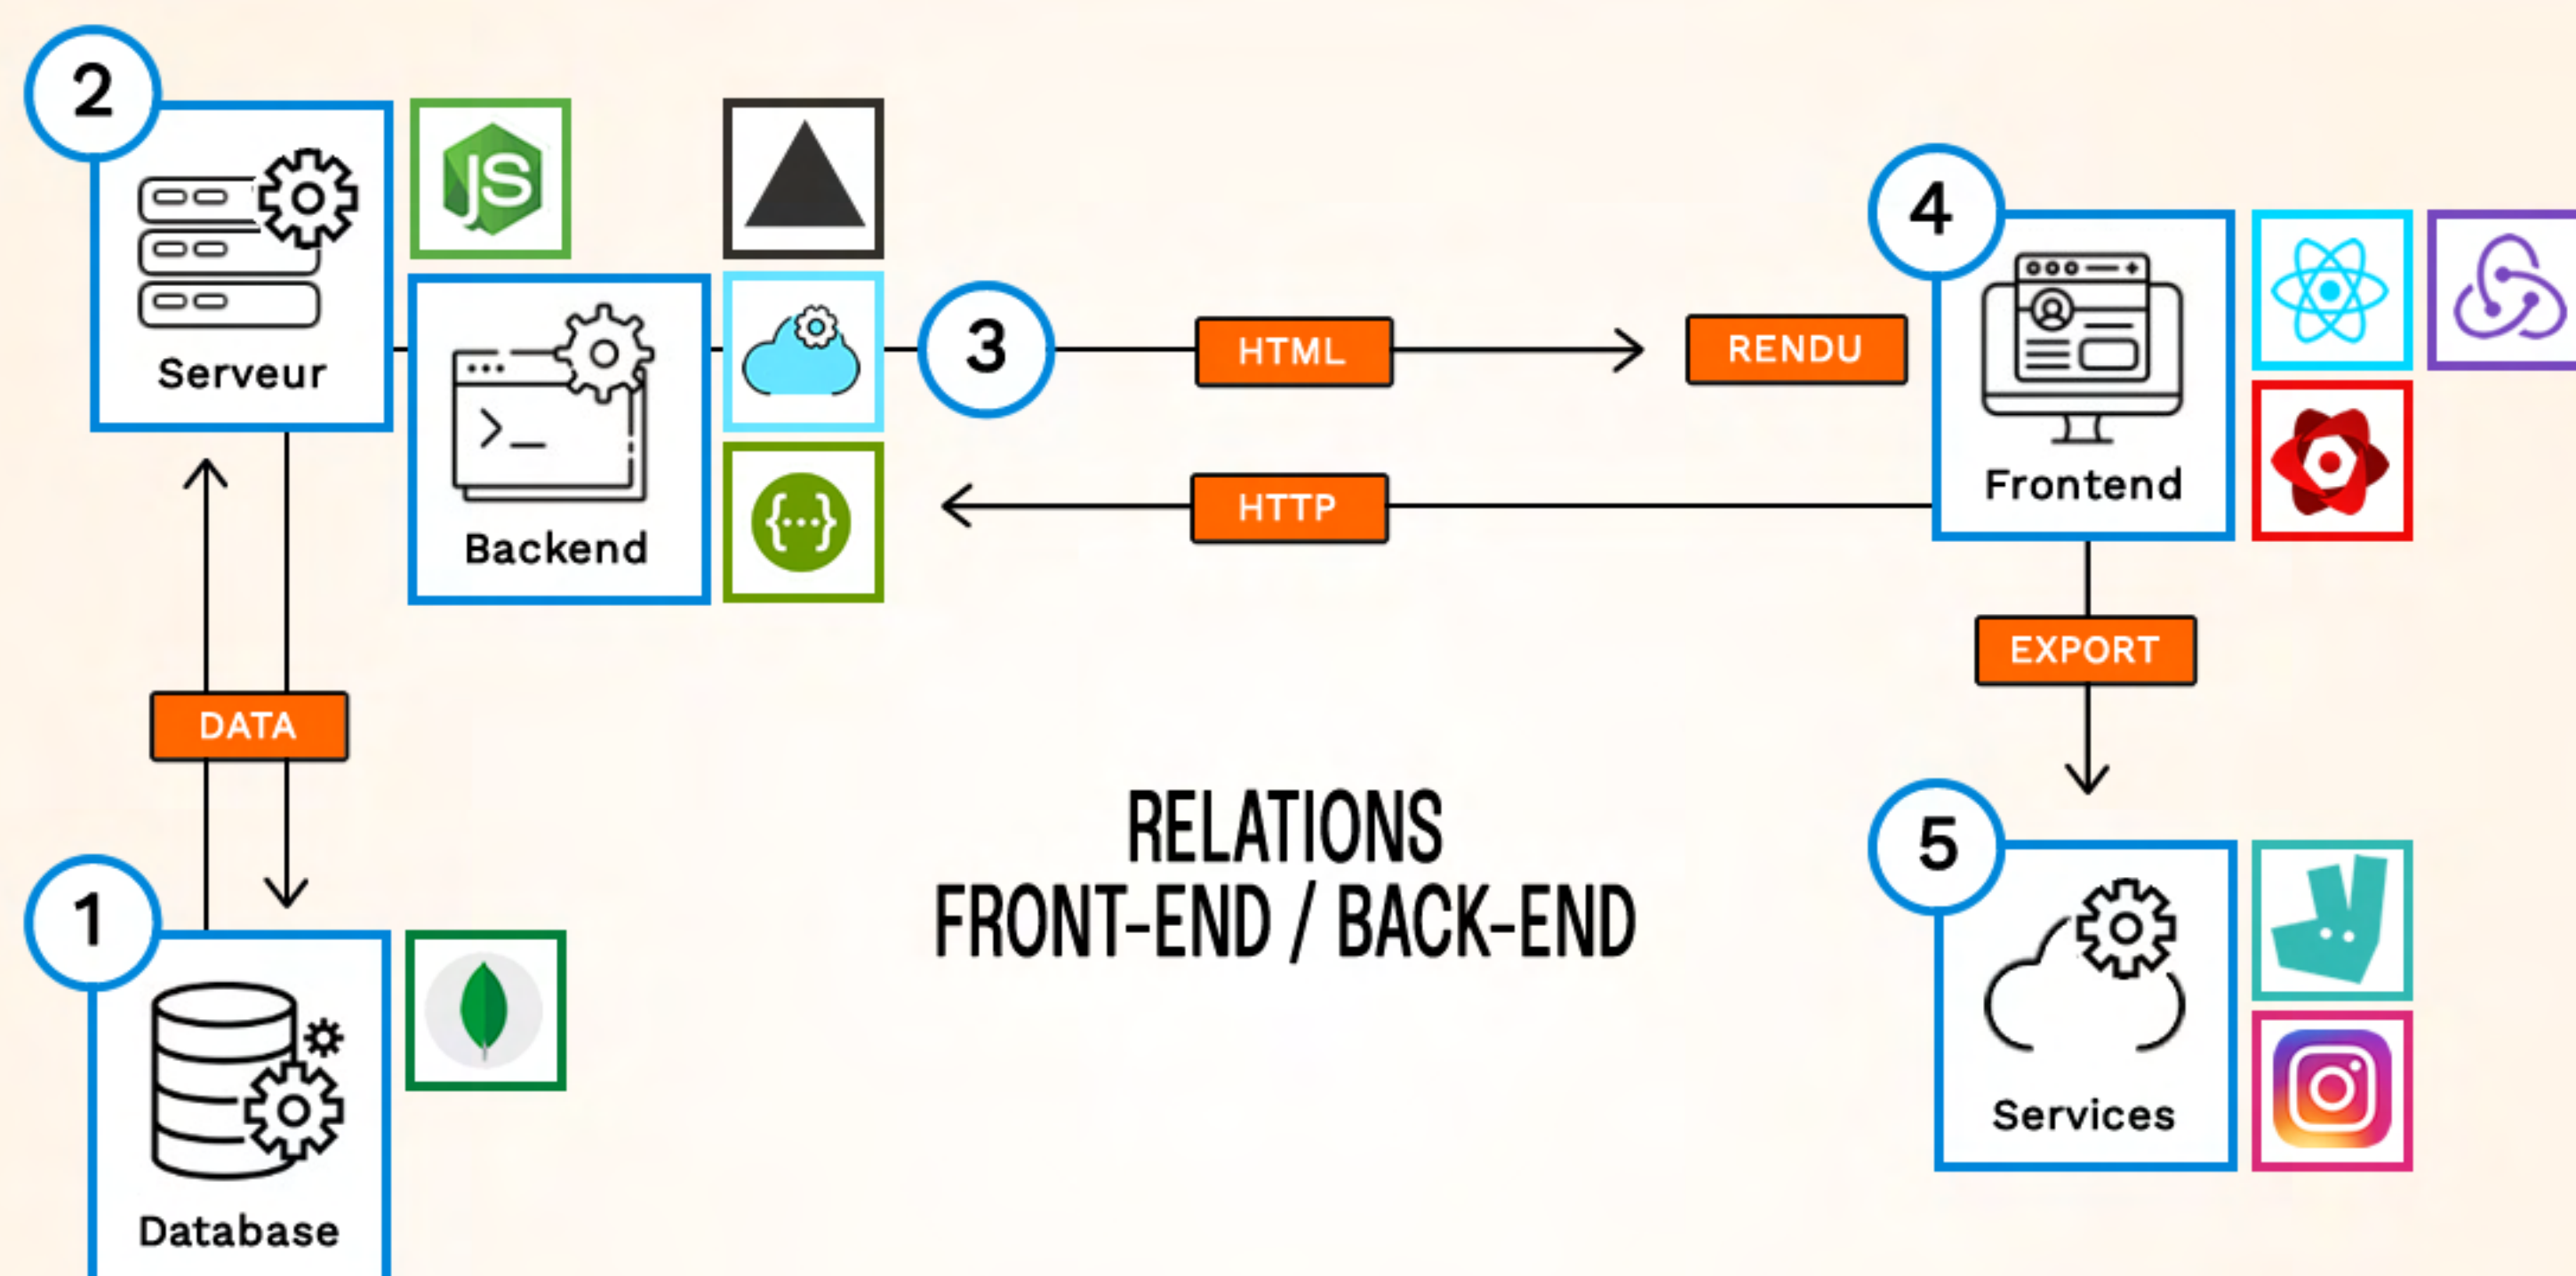 2
JS
Serveur
Backend
3
HTML
RENDU
HTTP
4
Frontend
DATA
EXPORT
RELATIONS
FRONT-END / BACK-END
1
Database
5
Services